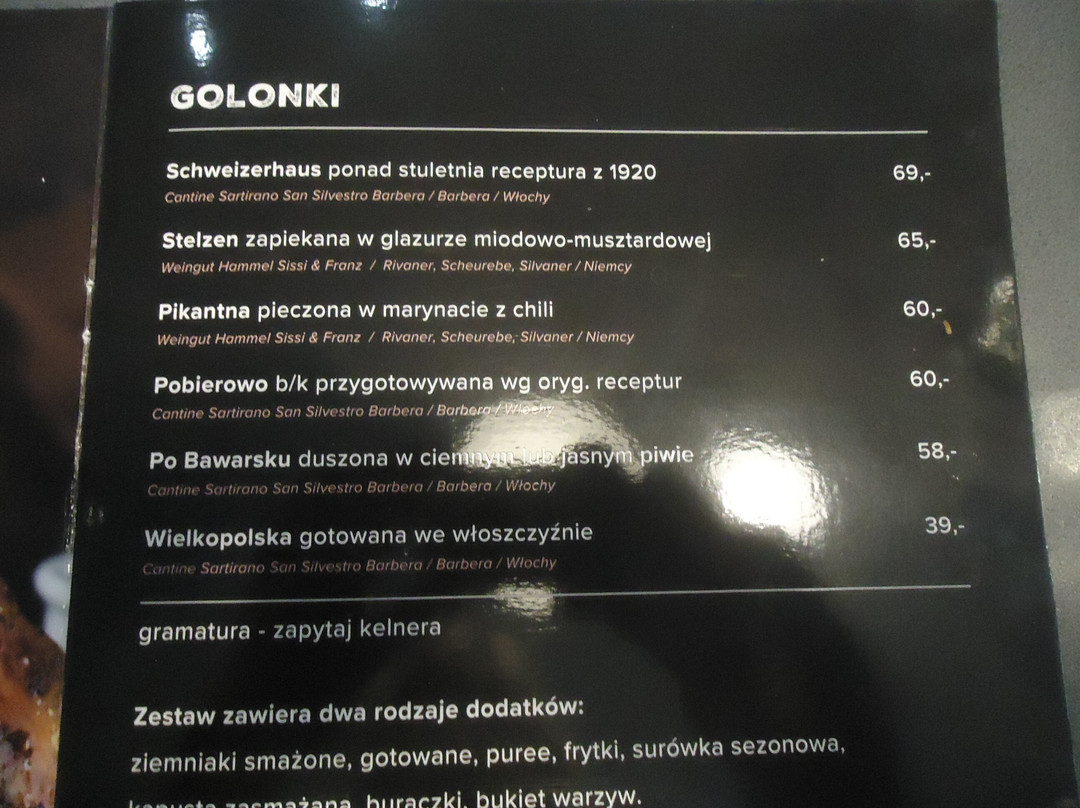 GOLONKI
Schweizerhaus ponad stuletnia receptura z 1920 69,-
Cantine Sartirano San Silvestro Barbera / Barbera / Włochy
Stelzen zapiekana w glazurze miodowo-musztardowej 65,-
Weingut Hammel Sissi & Franz / Rivaner, Scheurebe, Silvaner / Niemcy
Pikantna pieczona w marynacie z chili 60,-
Weingut Hammel Sissi & Franz / Rivaner, Scheurebe, Silvaner / Niemcy
Pobierowo b/k przygotowywana wg oryg. receptur 60,-
Cantine Sartirano San Silvestro Barbera / Barbera / Włochy
Po Bawarsku duszona w ciemnym lub jasnym piwie 58,-
Cantine Sartirano San Silvestro Barbera / Barbera / Włochy
Wielkopolska gotowana we włoszczyźnie 39,-
Cantine Sartirano San Silvestro Barbera / Barbera / Włochy
gramatura - zapytaj kelnera
Zestaw zawiera dwa rodzaje dodatków:
ziemniaki smażone, gotowane, puree, frytki, surówka sezonowa,
kapusta zasmażana, buraczki, bukiet warzyw.